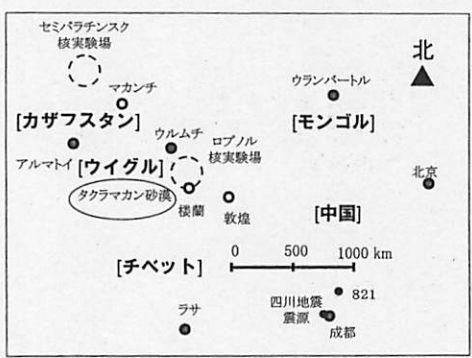 セミパラチンスク
核実験場
北
マカンチ
ウランバートル
[カザフスタン]
[モンゴル]
ウルムチ
ロプノル
核実験場
アルマトイ
[ウイグル]
北京
タクラマカン砂漠
楼蘭
敦煌
[中国]
0 500 1000 km
[チベット]
821
四川地震
震源
ラサ
成都